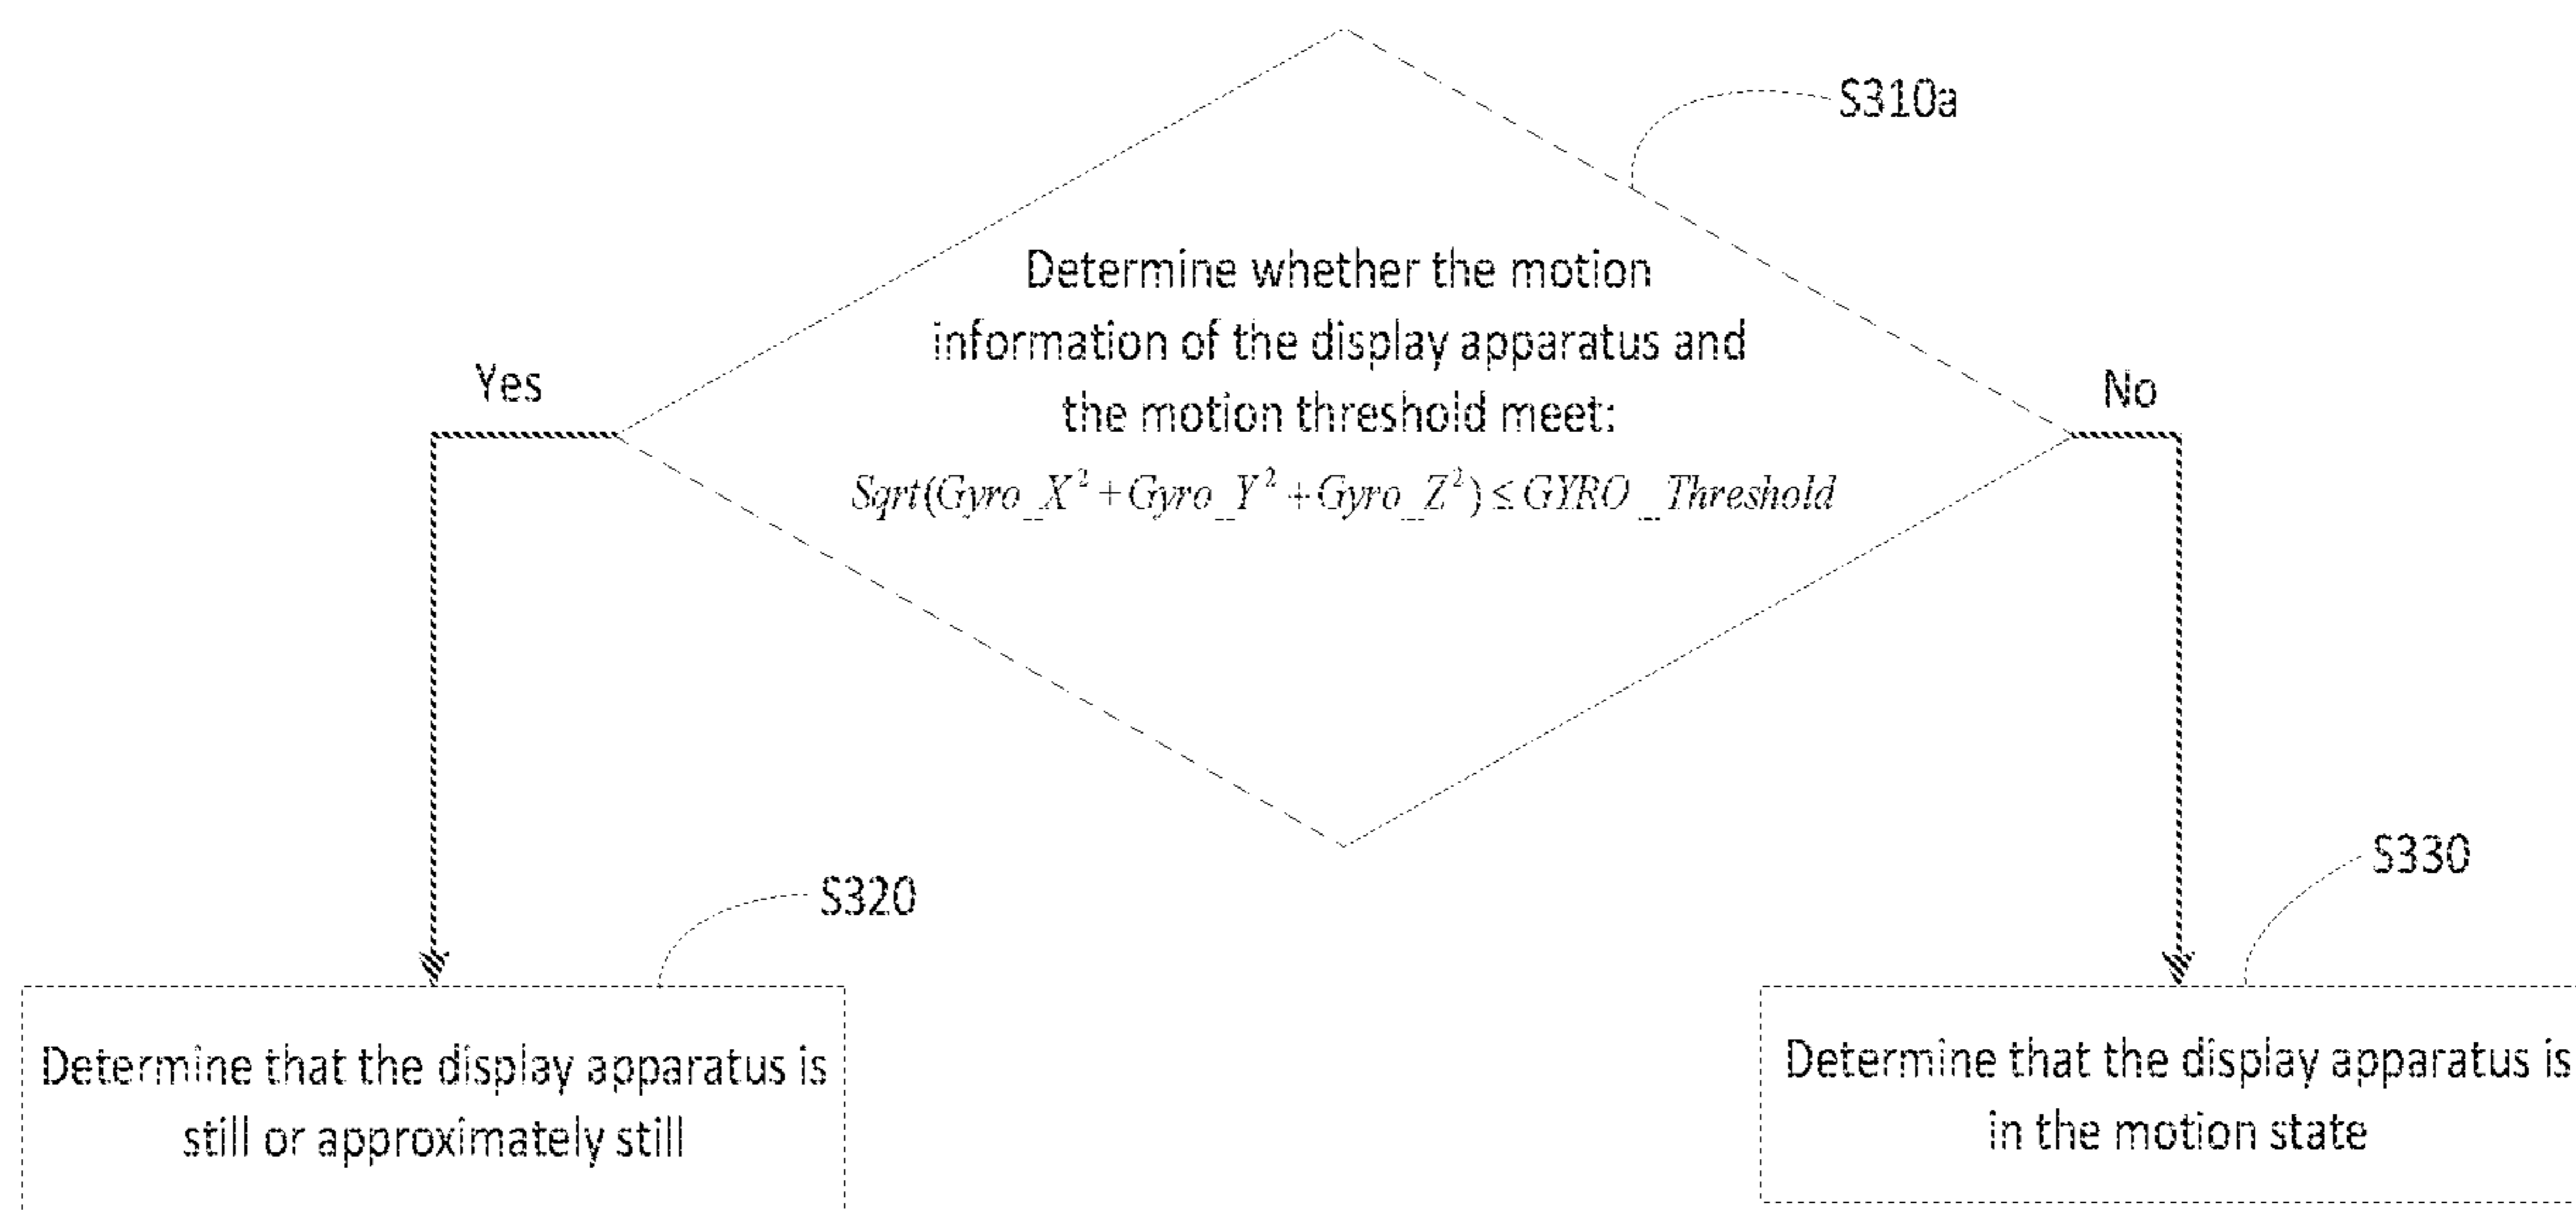 S310a
Determine whether the motion
information of the display apparatus and
the motion threshold meet:
Sqrt(Gyro_X² + Gyro_Y² + Gyro_Z²) ≤ GYRO_Threshold
Yes
No
S320
S330
Determine that the display apparatus is
still or approximately still
Determine that the display apparatus is
in the motion state